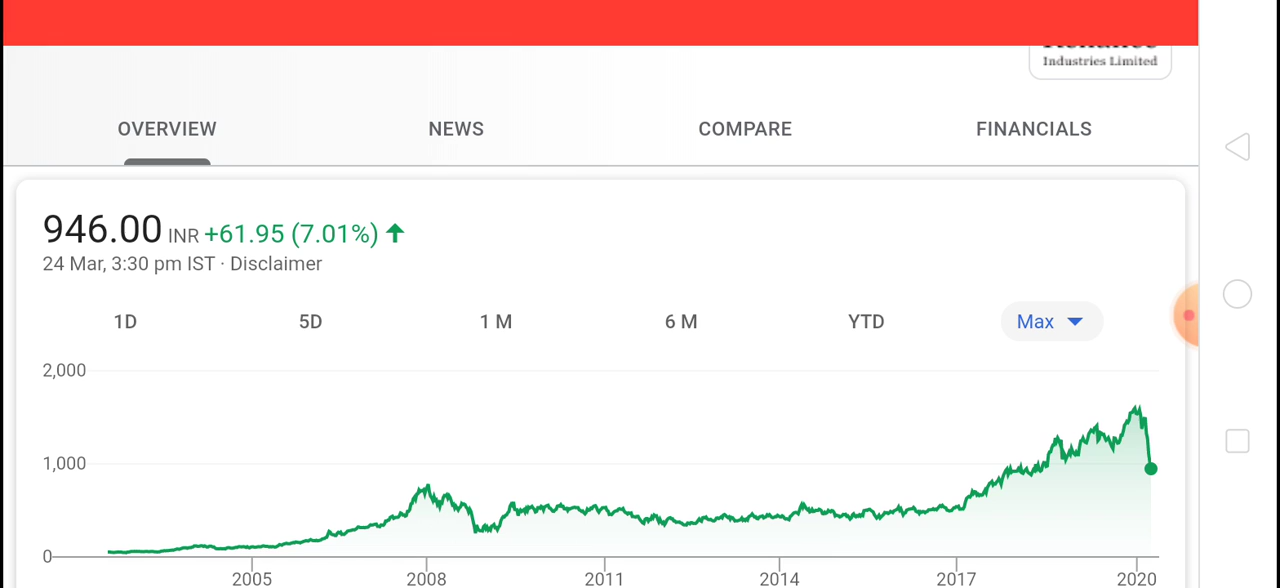 Industries Limited
OVERVIEW NEWS COMPARE FINANCIALS
946.00 INR +61.95 (7.01%)
24 Mar, 3:30 pm IST · Disclaimer
1D 5D 1 M 6 M YTD Max
2,000
1,000
0
2005 2008 2011 2014 2017 2020